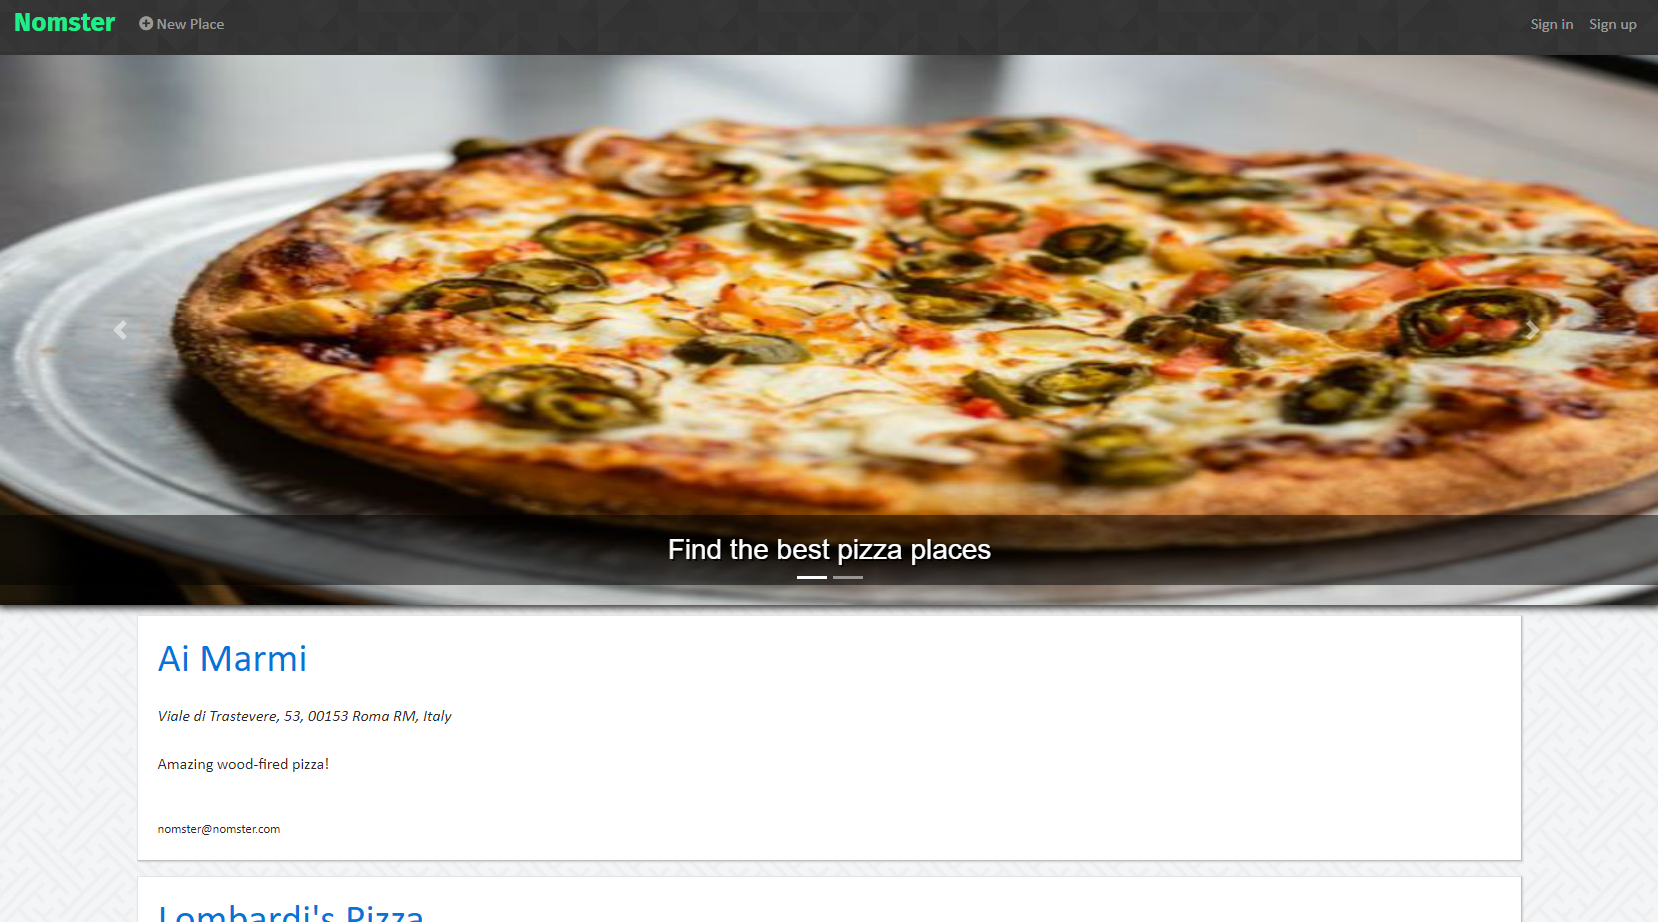 Nomster
New Place
Sign in
Sign up
Find the best pizza places
Ai Marmi
Viale di Trastevere, 53, 00153 Roma RM, Italy
Amazing wood-fired pizza!
nomster@nomster.com
Lombardi's Pizza